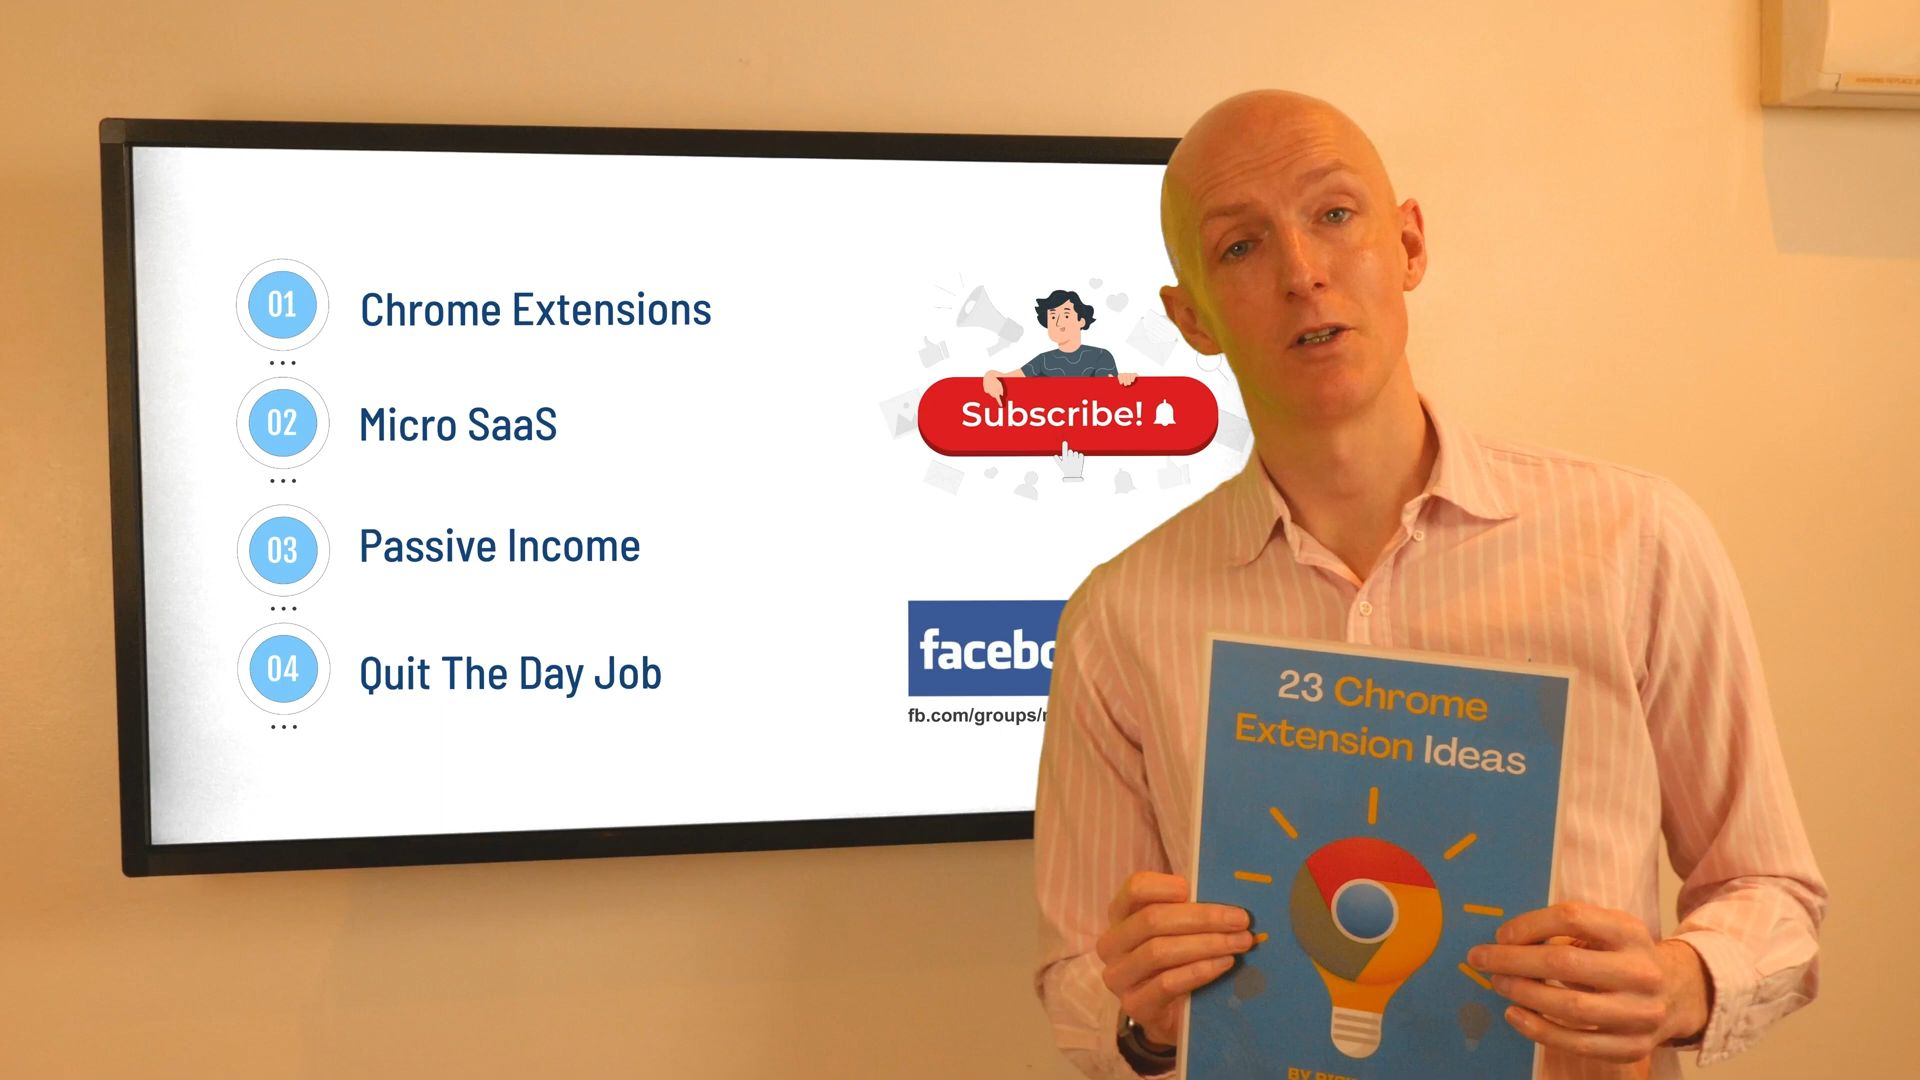 01 Chrome Extensions
02 Micro SaaS
03 Passive Income
04 Quit The Day Job
Subscribe!
fb.com/groups/
23 Chrome
Extension Ideas
BY